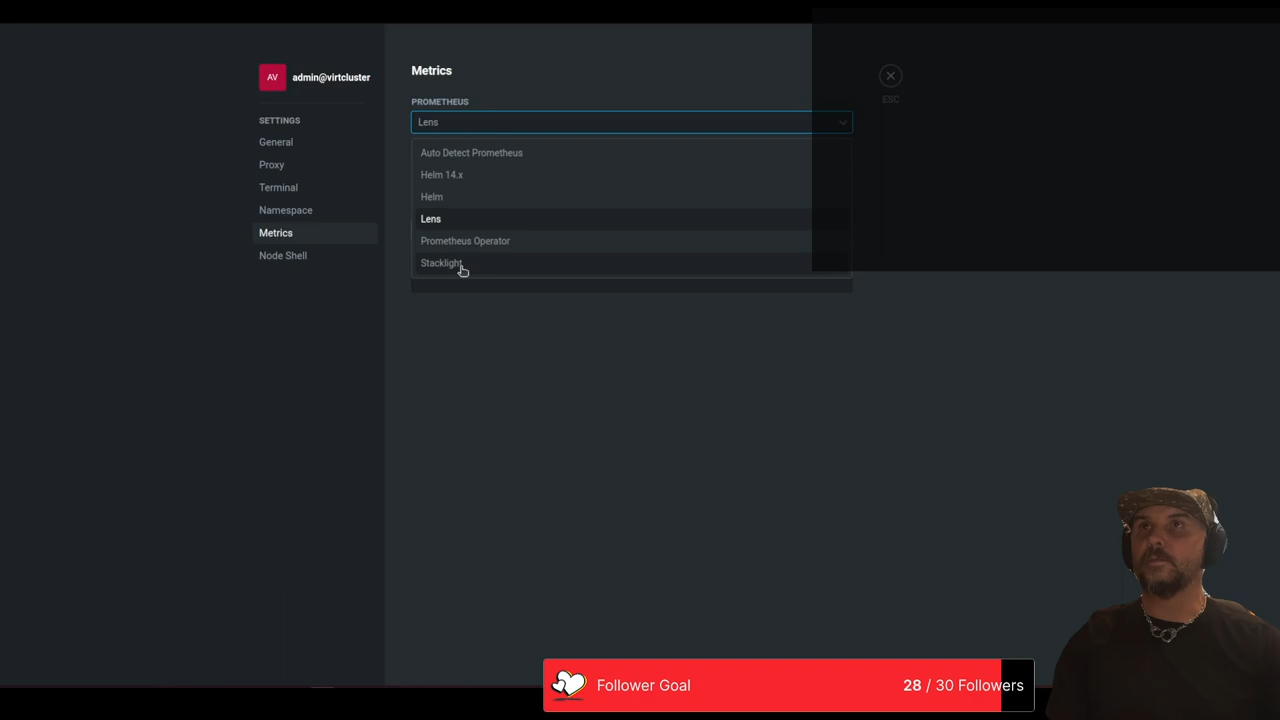 AV admin@virtcluster
SETTINGS
General
Proxy
Terminal
Namespace
Metrics
Node Shell
Metrics
PROMETHEUS
Lens
Auto Detect Prometheus
Helm 14.x
Helm
Lens
Prometheus Operator
Stacklight
ESC
Follower Goal 28 / 30 Followers